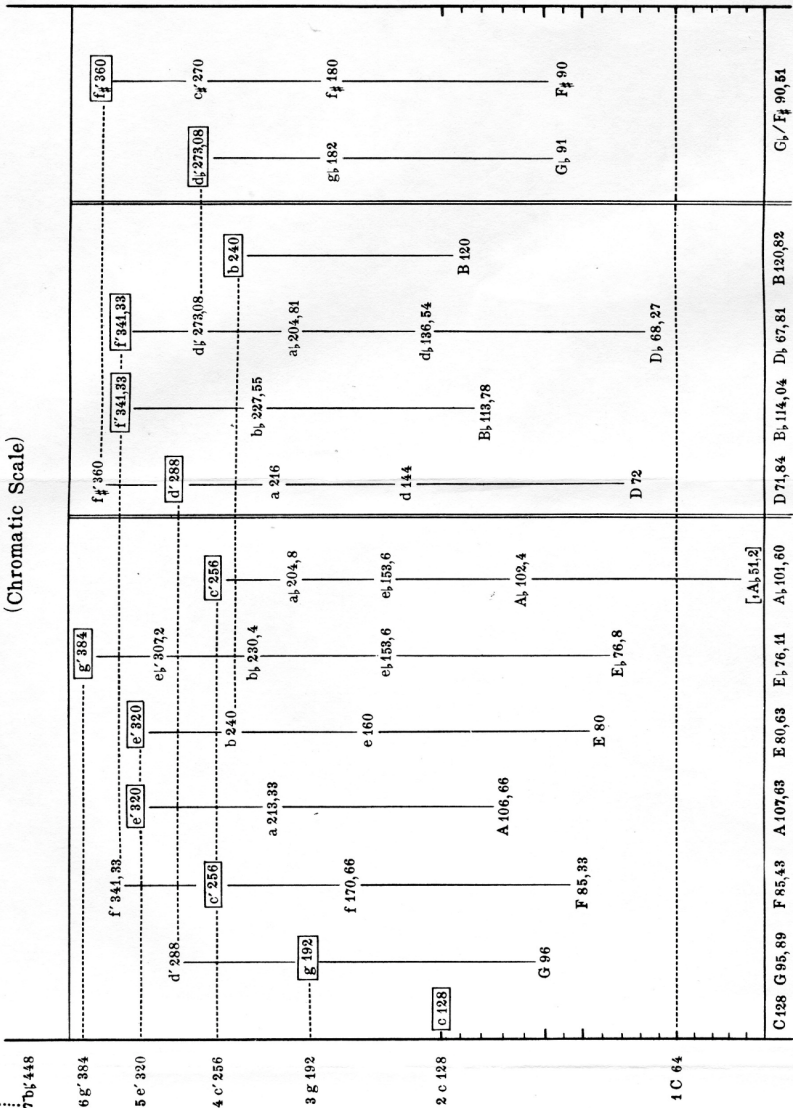 (Chromatic Scale)
7 b♭′ 448
6 g′ 384
5 e′ 320
4 c′ 256
3 g 192
2 c 128
1 C 64
c 128
C 128
d′ 288
g 192
G 96
G 95,89
f′ 341,33
c′ 256
f 170,66
F 85,33
F 85,43
e′ 320
a 213,33
A 106,66
A 107,63
e′ 320
b 240
e 160
E 80
E 80,63
g′ 384
e♭′ 307,2
b♭ 230,4
e♭ 153,6
E♭ 76,8
E♭ 76,11
c′ 256
a♭ 204,8
e♭ 153,6
A♭ 102,4
[‚A♭ 51,2]
A♭ 101,60
f♯′ 360
d′ 288
a 216
d 144
D 72
D 71,84
f′ 341,33
b♭ 227,55
B♭ 113,78
B♭ 114,04
f′ 341,33
d♭′ 273,08
a♭ 204,81
d♭ 136,54
D♭ 68,27
D♭ 67,81
b 240
B 120
B 120,82
d♭′ 273,08
g♭ 182
G♭ 91
f♯′ 360
c♯′ 270
f♯ 180
F♯ 90
G♭/F♯ 90,51